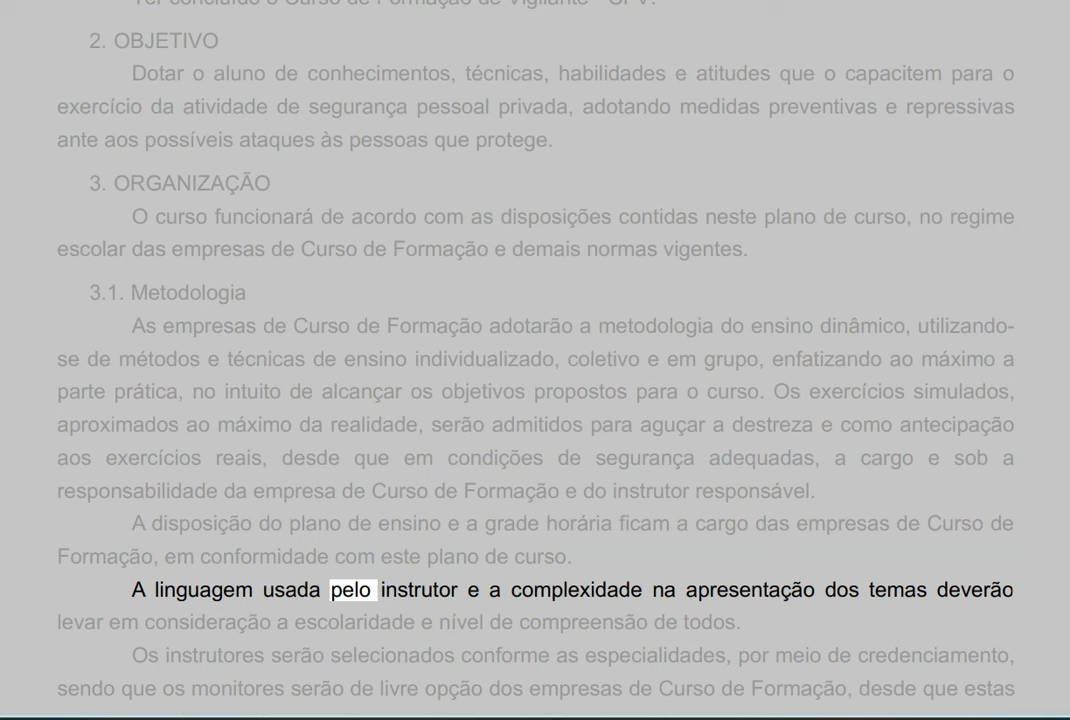 Ter concluído o Curso de Formação de Vigilante - CFV.
2. OBJETIVO
Dotar o aluno de conhecimentos, técnicas, habilidades e atitudes que o capacitem para o
exercício da atividade de segurança pessoal privada, adotando medidas preventivas e repressivas
ante aos possíveis ataques às pessoas que protege.
3. ORGANIZAÇÃO
O curso funcionará de acordo com as disposições contidas neste plano de curso, no regime
escolar das empresas de Curso de Formação e demais normas vigentes.
3.1. Metodologia
As empresas de Curso de Formação adotarão a metodologia do ensino dinâmico, utilizando-
se de métodos e técnicas de ensino individualizado, coletivo e em grupo, enfatizando ao máximo a
parte prática, no intuito de alcançar os objetivos propostos para o curso. Os exercícios simulados,
aproximados ao máximo da realidade, serão admitidos para aguçar a destreza e como antecipação
aos exercícios reais, desde que em condições de segurança adequadas, a cargo e sob a
responsabilidade da empresa de Curso de Formação e do instrutor responsável.
A disposição do plano de ensino e a grade horária ficam a cargo das empresas de Curso de
Formação, em conformidade com este plano de curso.
A linguagem usada pelo instrutor e a complexidade na apresentação dos temas deverão
levar em consideração a escolaridade e nível de compreensão de todos.
Os instrutores serão selecionados conforme as especialidades, por meio de credenciamento,
sendo que os monitores serão de livre opção dos empresas de Curso de Formação, desde que estas